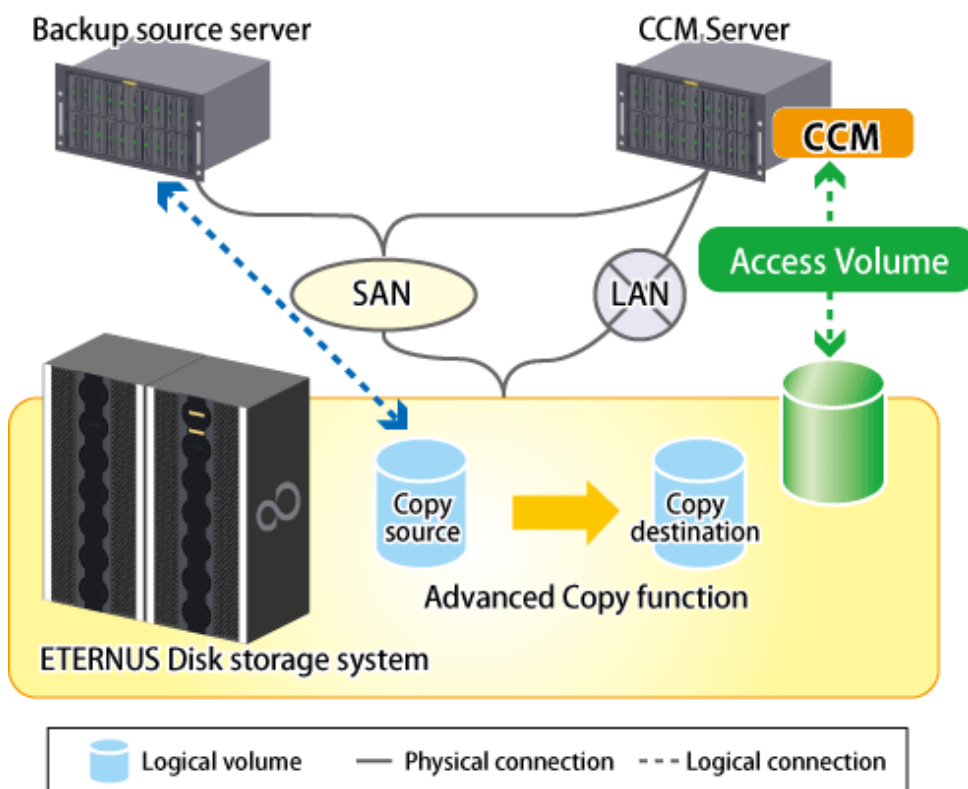 Backup source server
CCM Server
CCM
Access Volume
SAN
LAN
Copy
source
Copy
destination
Advanced Copy function
ETERNUS Disk storage system
Logical volume
Physical connection
Logical connection